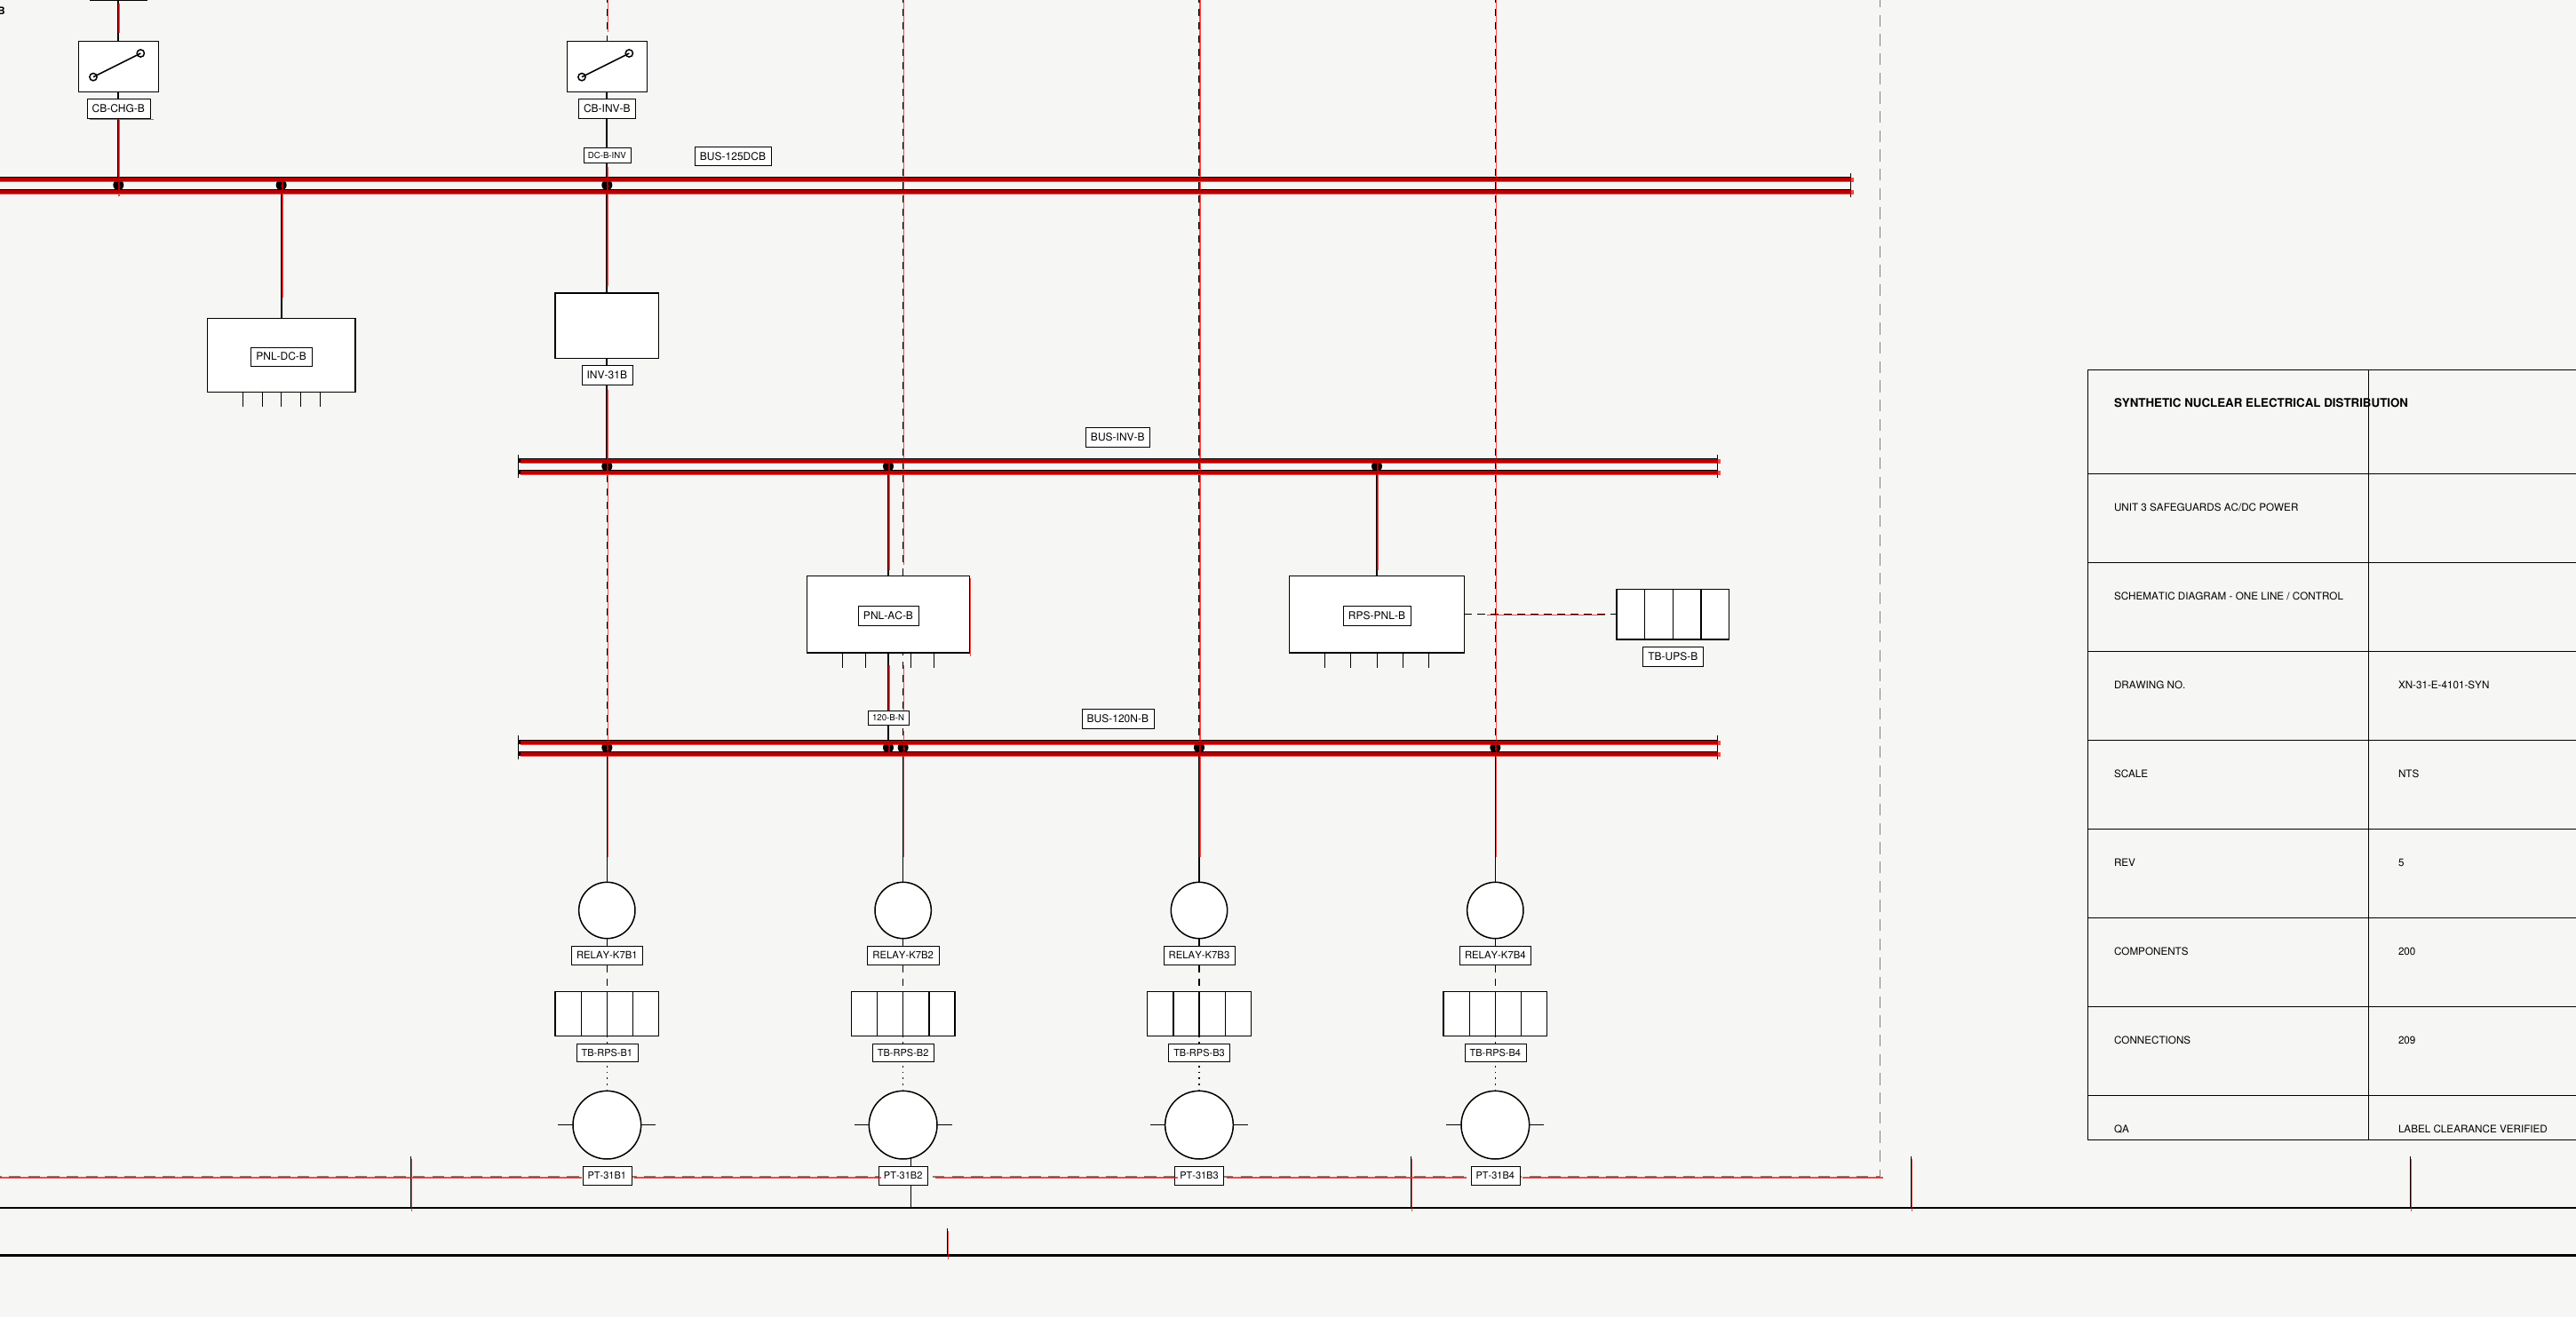 CB-CHG-B
CB-INV-B
DC-B-INV
BUS-125DCB
PNL-DC-B
INV-31B
BUS-INV-B
PNL-AC-B
RPS-PNL-B
TB-UPS-B
120-B-N
BUS-120N-B
RELAY-K7B1
RELAY-K7B2
RELAY-K7B3
RELAY-K7B4
TB-RPS-B1
TB-RPS-B2
TB-RPS-B3
TB-RPS-B4
PT-31B1
PT-31B2
PT-31B3
PT-31B4
SYNTHETIC NUCLEAR ELECTRICAL DISTRIBUTION
UNIT 3 SAFEGUARDS AC/DC POWER
SCHEMATIC DIAGRAM - ONE LINE / CONTROL
DRAWING NO. XN-31-E-4101-SYN
SCALE NTS
REV 5
COMPONENTS 200
CONNECTIONS 209
QA LABEL CLEARANCE VERIFIED